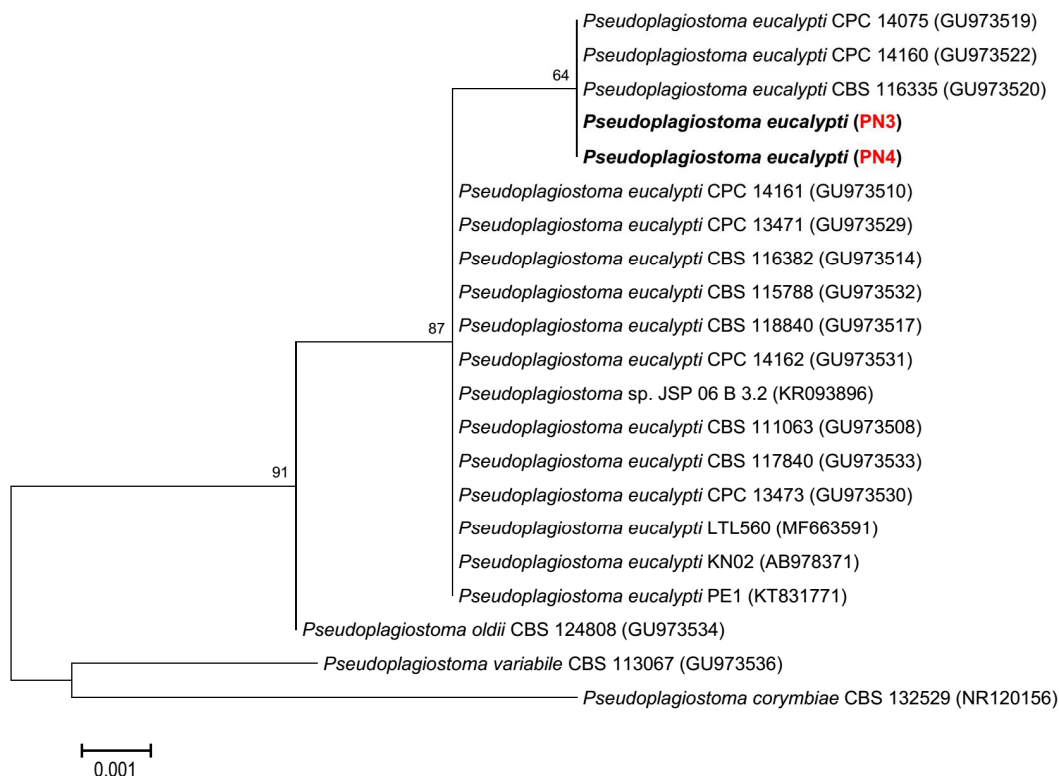 Pseudoplagiostoma eucalypti CPC 14075 (GU973519)
Pseudoplagiostoma eucalypti CPC 14160 (GU973522)
64
Pseudoplagiostoma eucalypti CBS 116335 (GU973520)
Pseudoplagiostoma eucalypti (PN3)
Pseudoplagiostoma eucalypti (PN4)
Pseudoplagiostoma eucalypti CPC 14161 (GU973510)
Pseudoplagiostoma eucalypti CPC 13471 (GU973529)
Pseudoplagiostoma eucalypti CBS 116382 (GU973514)
Pseudoplagiostoma eucalypti CBS 115788 (GU973532)
87
Pseudoplagiostoma eucalypti CBS 118840 (GU973517)
Pseudoplagiostoma eucalypti CPC 14162 (GU973531)
Pseudoplagiostoma sp. JSP 06 B 3.2 (KR093896)
Pseudoplagiostoma eucalypti CBS 111063 (GU973508)
Pseudoplagiostoma eucalypti CBS 117840 (GU973533)
91
Pseudoplagiostoma eucalypti CPC 13473 (GU973530)
Pseudoplagiostoma eucalypti LTL560 (MF663591)
Pseudoplagiostoma eucalypti KN02 (AB978371)
Pseudoplagiostoma eucalypti PE1 (KT831771)
Pseudoplagiostoma oldii CBS 124808 (GU973534)
Pseudoplagiostoma variabile CBS 113067 (GU973536)
Pseudoplagiostoma corymbiae CBS 132529 (NR120156)
0.001